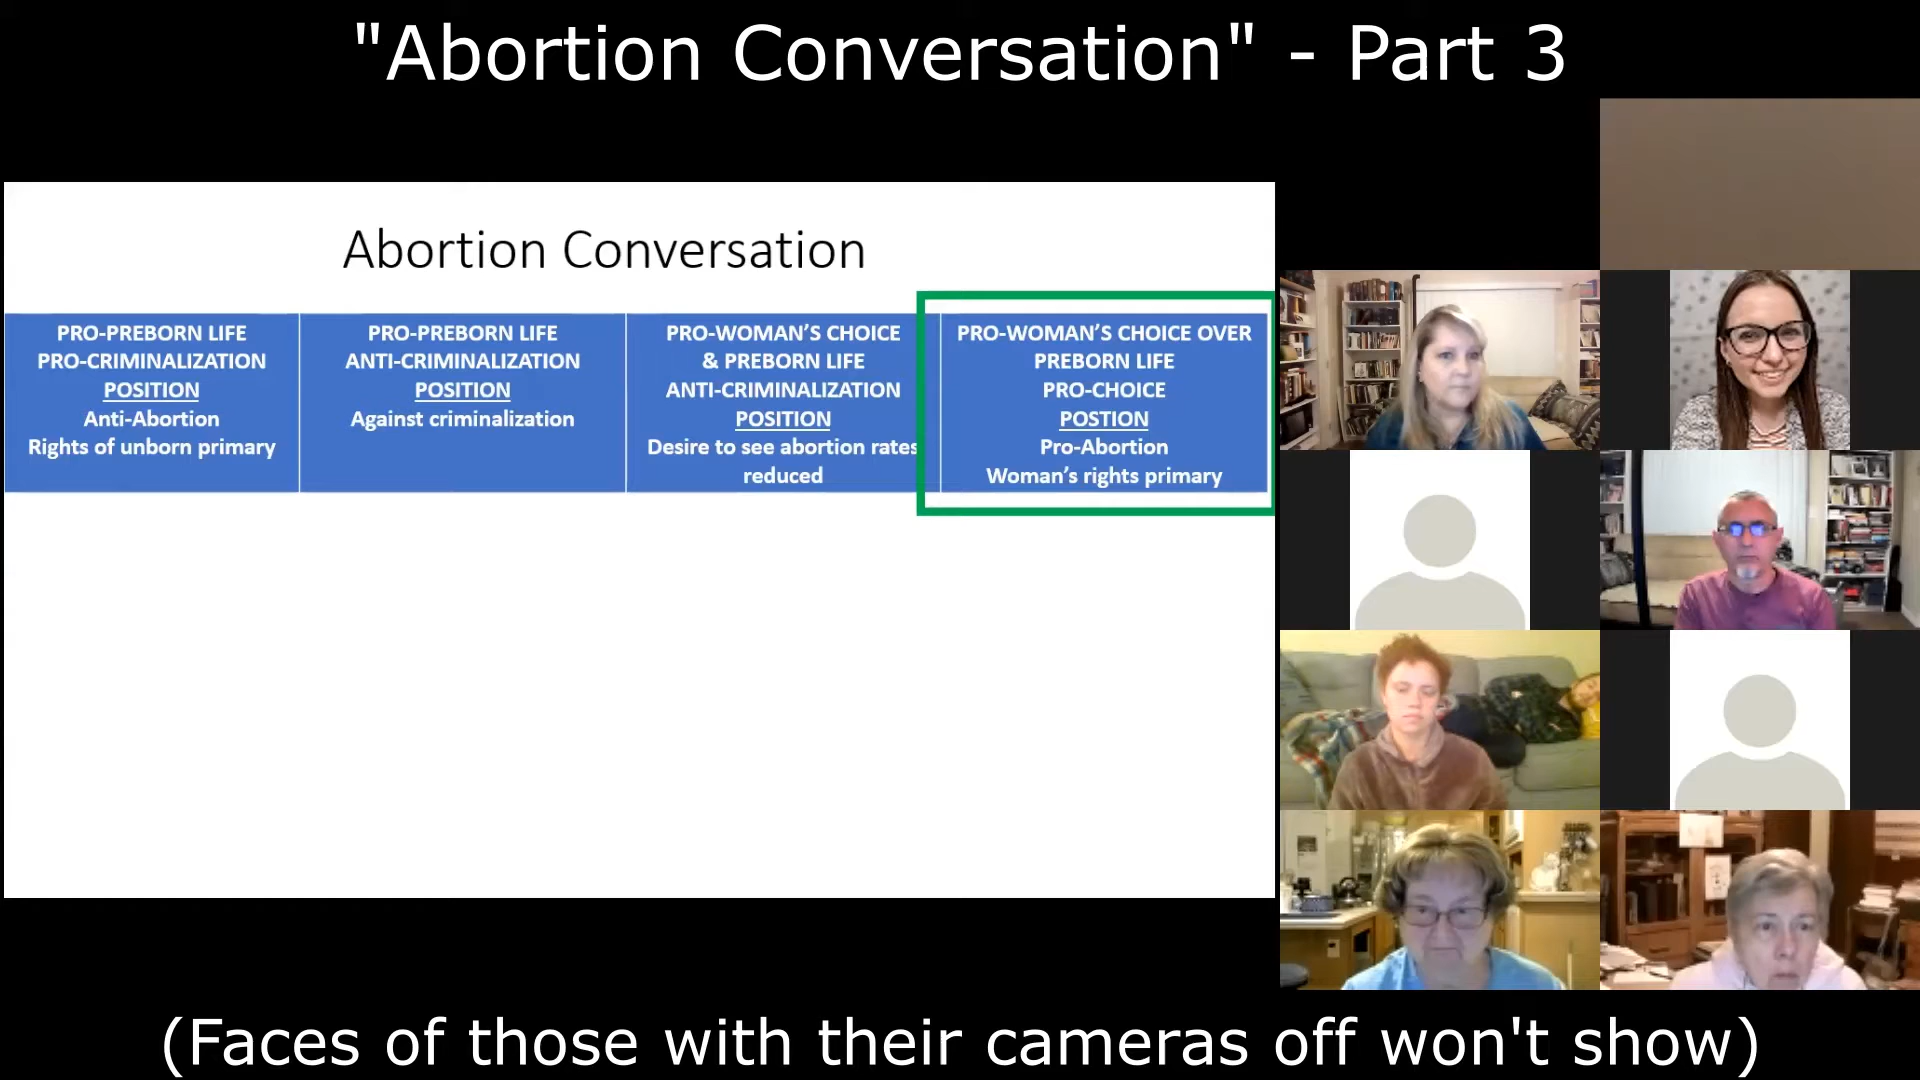 "Abortion Conversation" - Part 3
Abortion Conversation
PRO-PREBORN LIFE
PRO-CRIMINALIZATION
POSITION
Anti-Abortion
Rights of unborn primary
PRO-PREBORN LIFE
ANTI-CRIMINALIZATION
POSITION
Against criminalization
PRO-WOMAN'S CHOICE
& PREBORN LIFE
ANTI-CRIMINALIZATION
POSITION
Desire to see abortion rates
reduced
PRO-WOMAN'S CHOICE OVER
PREBORN LIFE
PRO-CHOICE
POSTION
Pro-Abortion
Woman's rights primary
(Faces of those with their cameras off won't show)